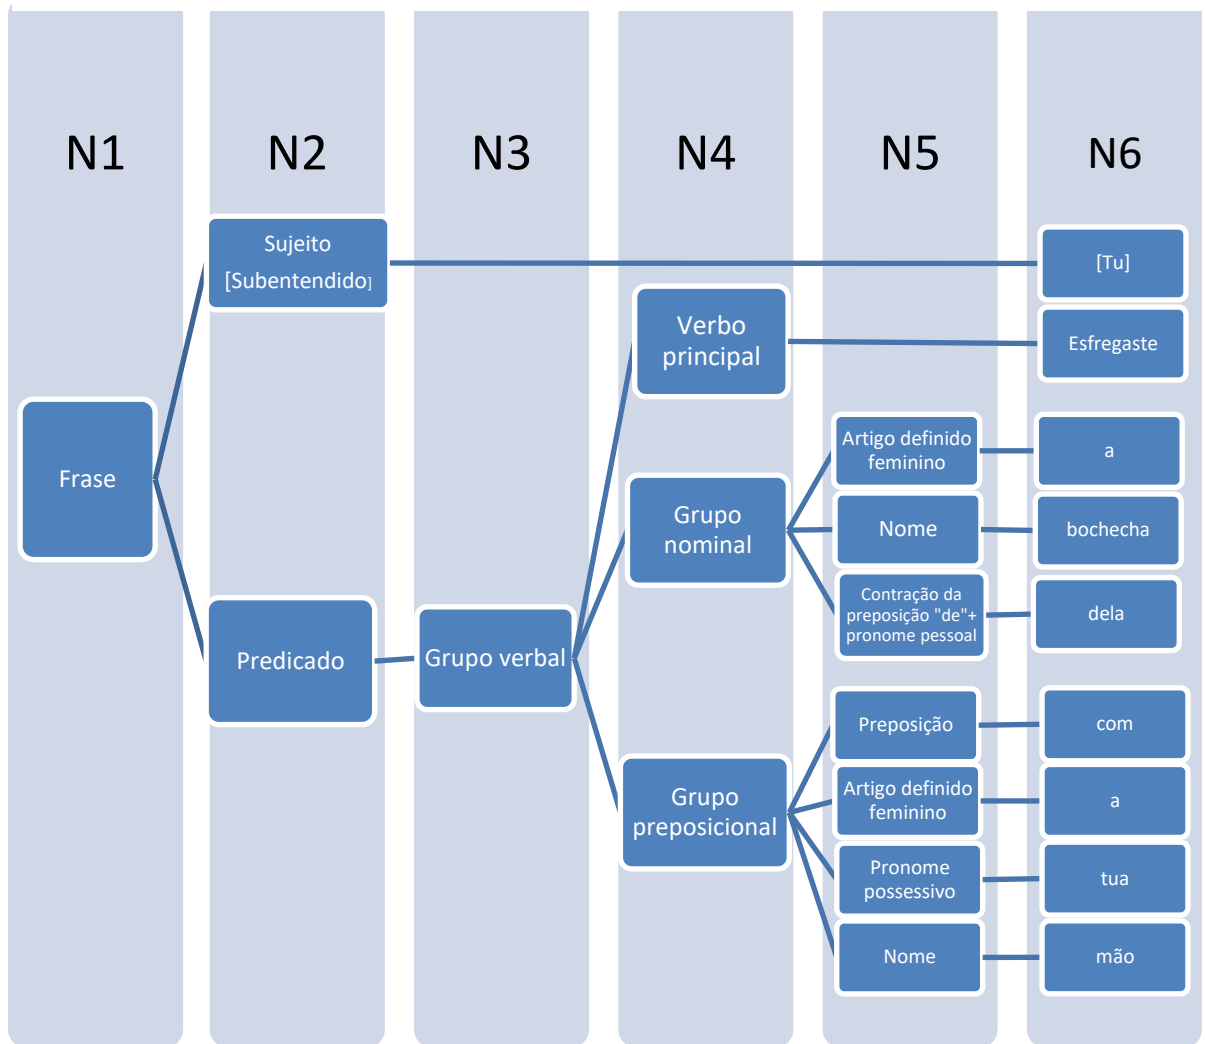 N1
N2
N3
N4
N5
N6
Sujeito
[Subentendido]
[Tu]
Verbo
principal
Esfregaste
Frase
Artigo definido
feminino
a
Grupo
nominal
Nome
bochecha
Contração da
preposição "de"+
pronome pessoal
dela
Predicado
Grupo verbal
Preposição
com
Grupo
preposicional
Artigo definido
feminino
a
Pronome
possessivo
tua
Nome
mão